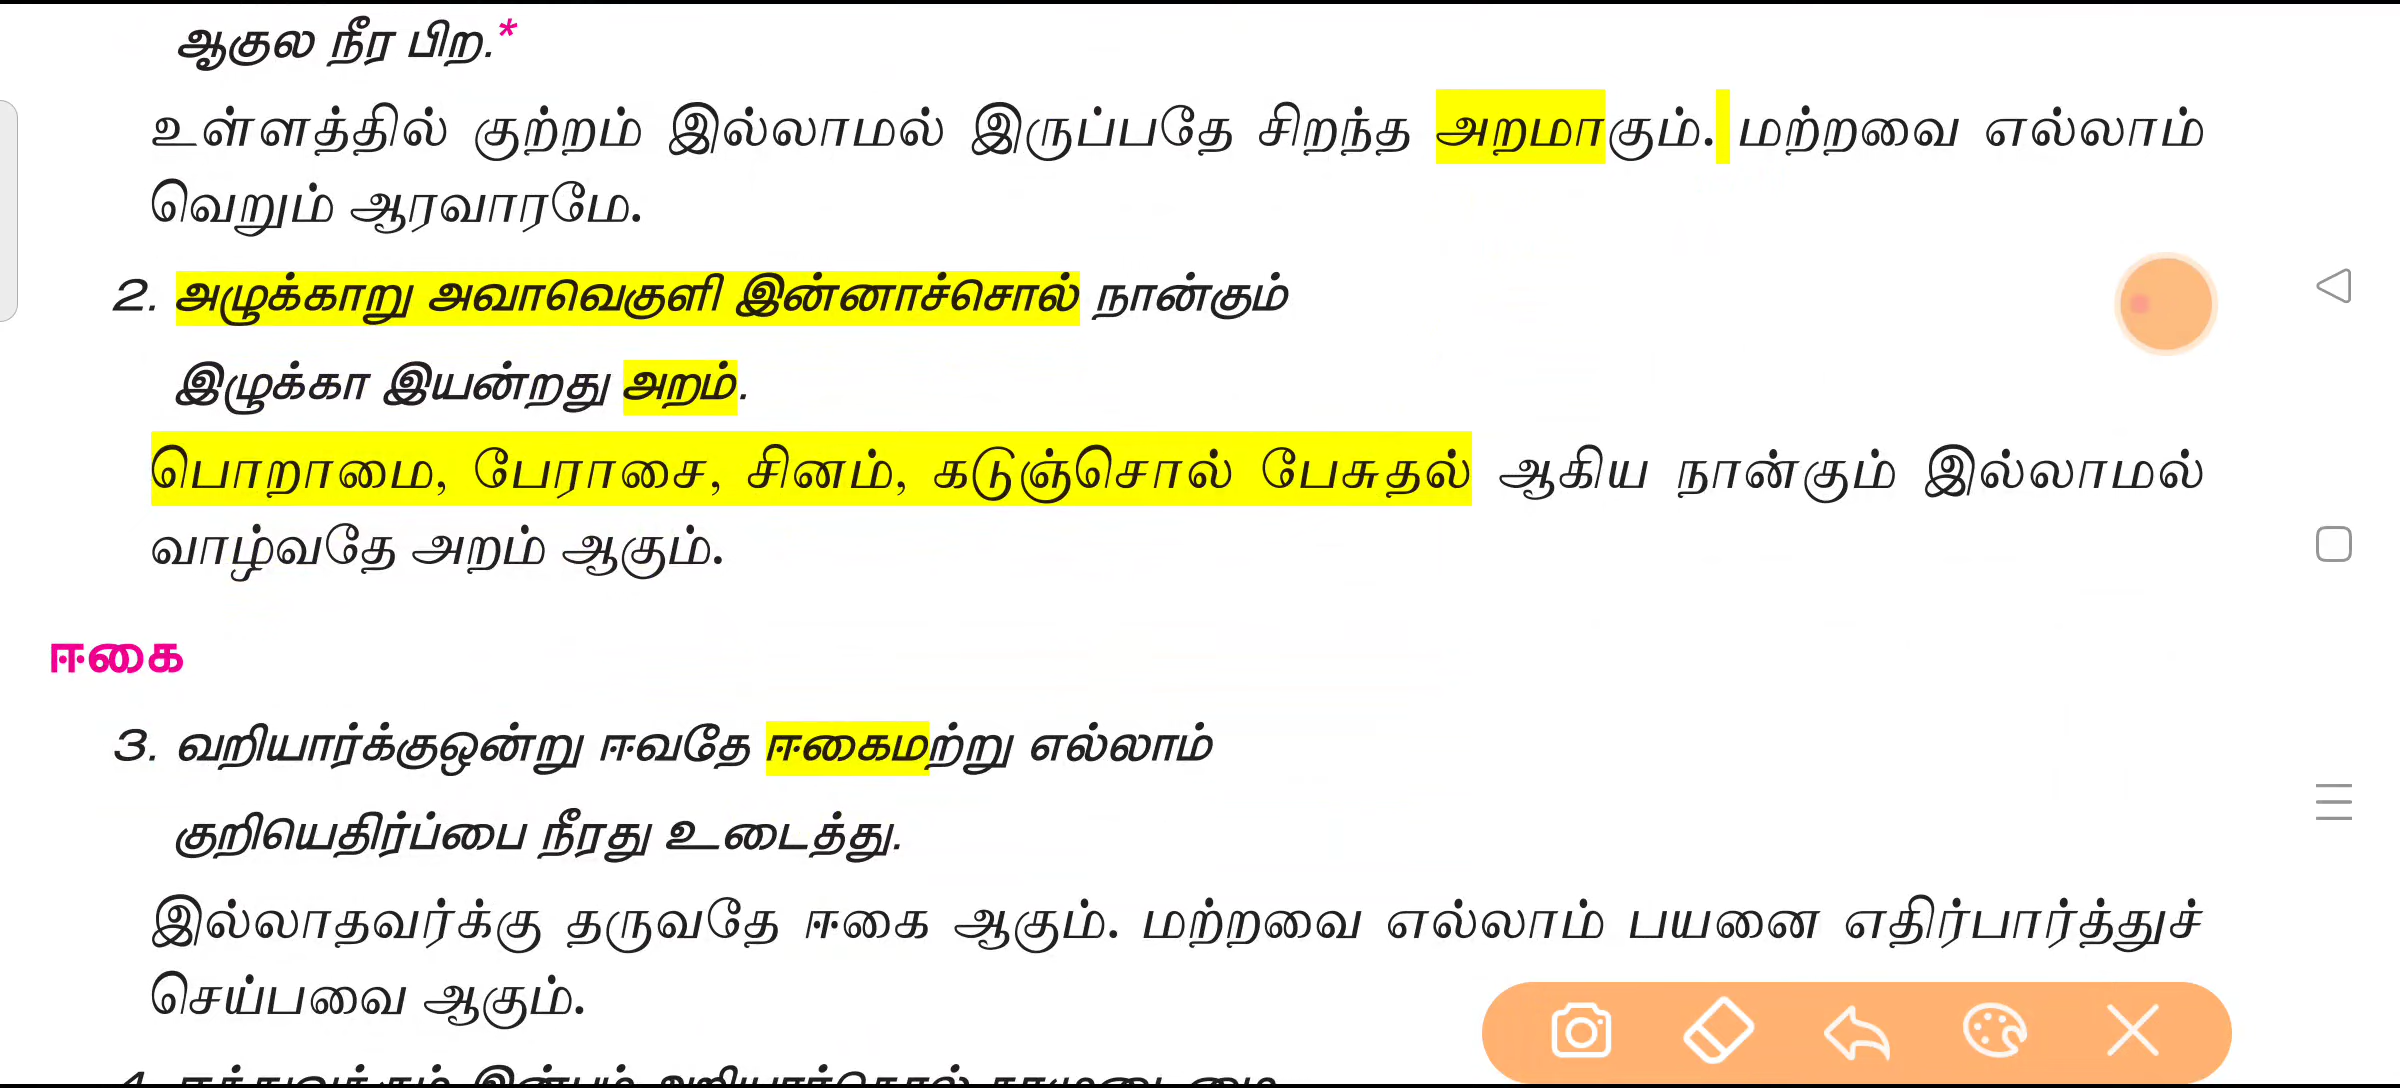 ஆகுல நீர பிற.*
உள்ளத்தில் குற்றம் இல்லாமல் இருப்பதே சிறந்த அறமாகும். மற்றவை எல்லாம்
வெறும் ஆரவாரமே.
2. அழுக்காறு அவாவெகுளி இன்னாச்சொல் நான்கும்
இழுக்கா இயன்றது அறம்.
பொறாமை, பேராசை, சினம், கடுஞ்சொல் பேசுதல் ஆகிய நான்கும் இல்லாமல்
வாழ்வதே அறம் ஆகும்.
ஈகை
3. வறியார்க்குஒன்று ஈவதே ஈகைமற்று எல்லாம்
குறியெதிர்ப்பை நீரது உடைத்து.
இல்லாதவர்க்கு தருவதே ஈகை ஆகும். மற்றவை எல்லாம் பயனை எதிர்பார்த்துச்
செய்பவை ஆகும்.